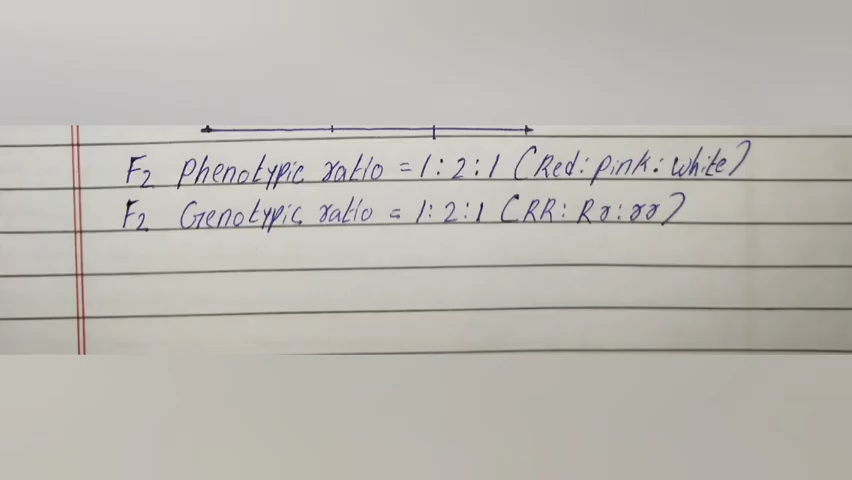 F2 Phenotypic ratio = 1:2:1 (Red: pink: white)
F2 Genotypic ratio = 1:2:1 (RR: Rr: rr)